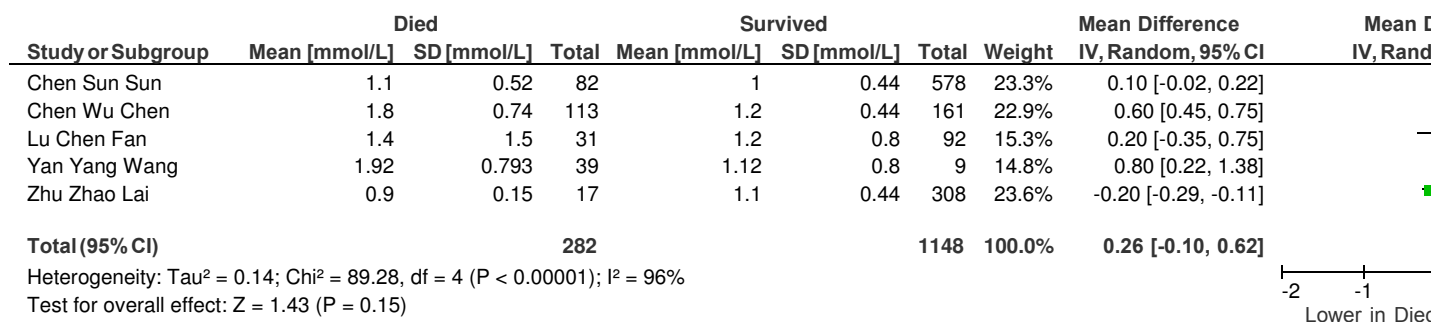 Died Survived Mean Difference Mean D
Study or Subgroup Mean [mmol/L] SD [mmol/L] Total Mean [mmol/L] SD [mmol/L] Total Weight IV, Random, 95% CI IV, Rand
Chen Sun Sun 1.1 0.52 82 1 0.44 578 23.3% 0.10 [-0.02, 0.22]
Chen Wu Chen 1.8 0.74 113 1.2 0.44 161 22.9% 0.60 [0.45, 0.75]
Lu Chen Fan 1.4 1.5 31 1.2 0.8 92 15.3% 0.20 [-0.35, 0.75]
Yan Yang Wang 1.92 0.793 39 1.12 0.8 9 14.8% 0.80 [0.22, 1.38]
Zhu Zhao Lai 0.9 0.15 17 1.1 0.44 308 23.6% -0.20 [-0.29, -0.11]
Total (95% CI) 282 1148 100.0% 0.26 [-0.10, 0.62]
Heterogeneity: Tau² = 0.14; Chi² = 89.28, df = 4 (P < 0.00001); I² = 96%
Test for overall effect: Z = 1.43 (P = 0.15)
-2 -1
Lower in Died